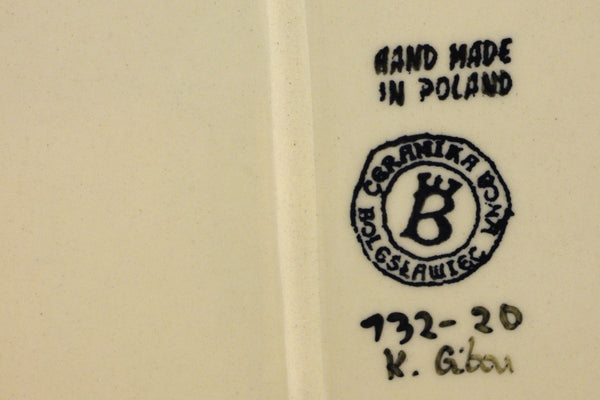 HAND MADE
IN POLAND
CERAMIKA
BOLESŁAWIEC
B
732-20
K.